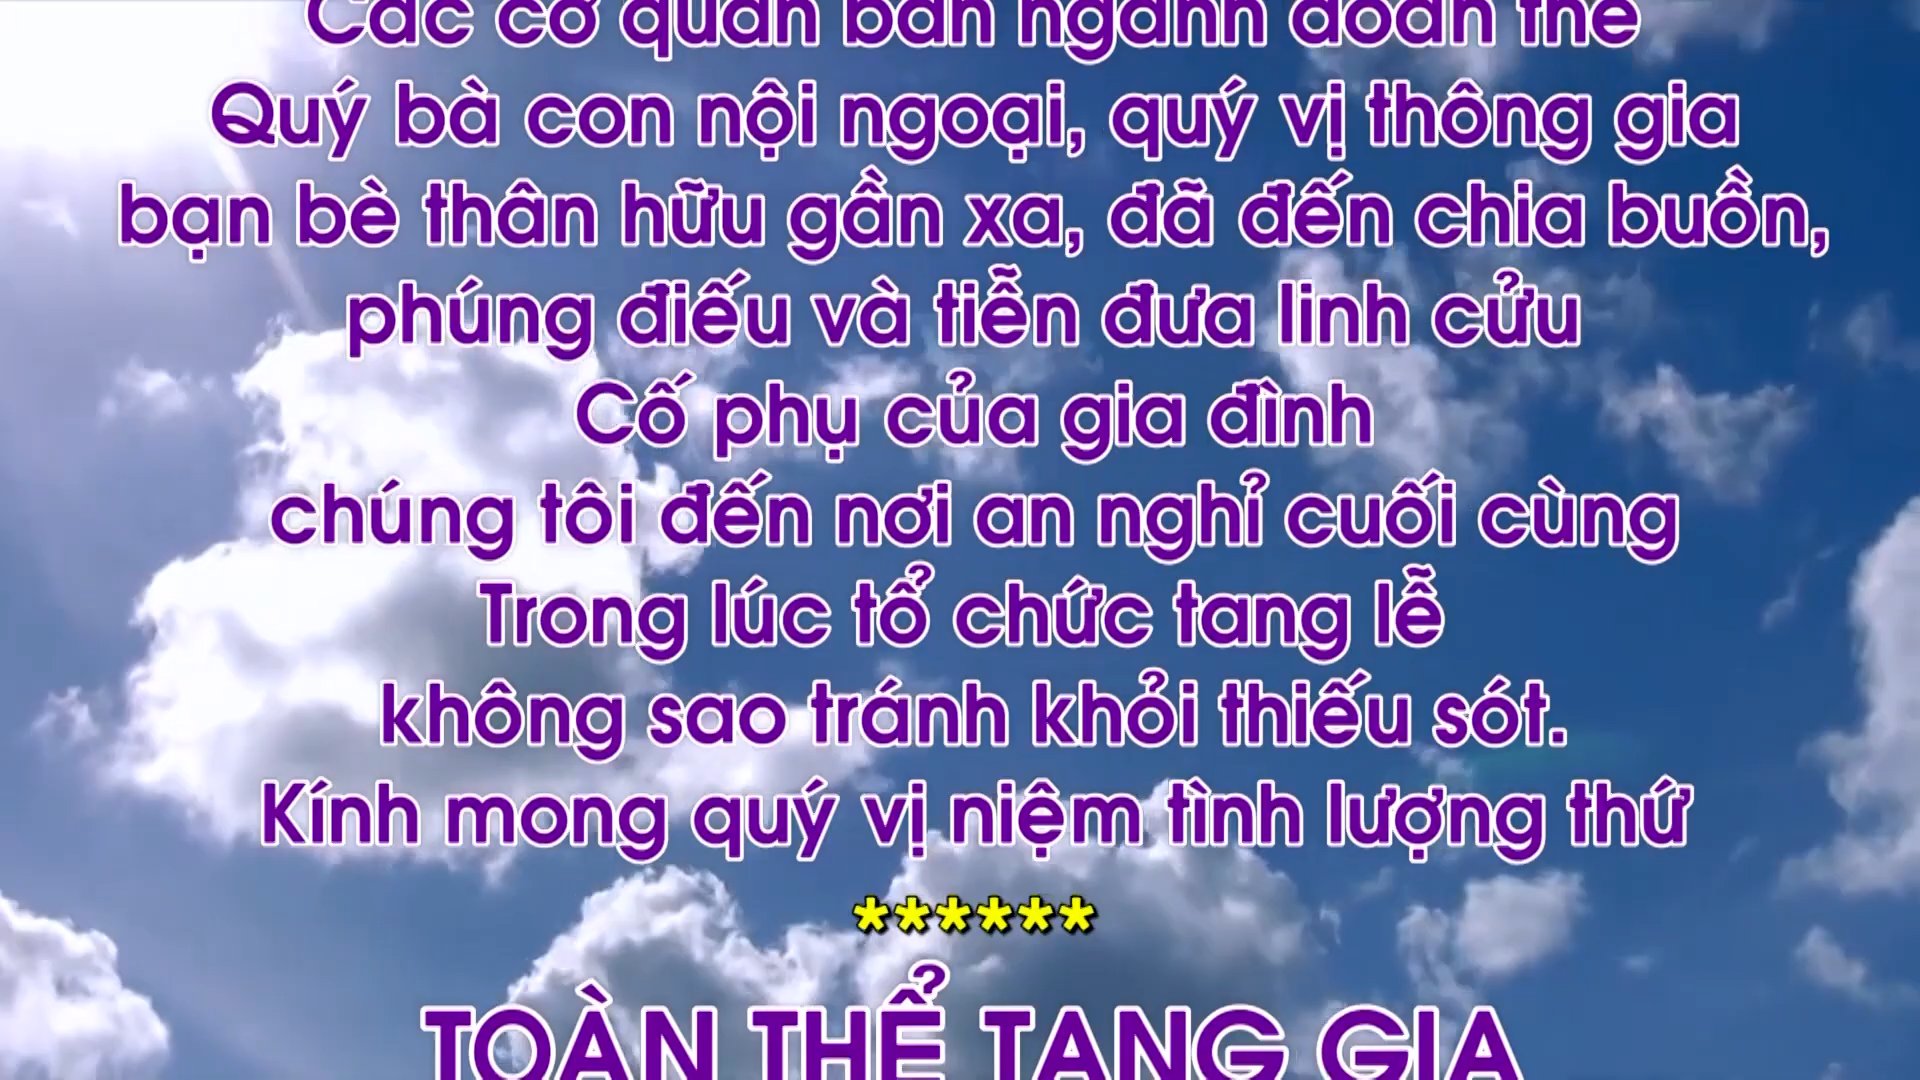 Các cơ quan ban ngành đoàn thể
Quý bà con nội ngoại, quý vị thông gia
bạn bè thân hữu gần xa, đã đến chia buồn,
phúng điếu và tiễn đưa linh cửu
Cố phụ của gia đình
chúng tôi đến nơi an nghỉ cuối cùng
Trong lúc tổ chức tang lễ
không sao tránh khỏi thiếu sót.
Kính mong quý vị niệm tình lượng thứ
******
TOÀN THỂ TANG GIA